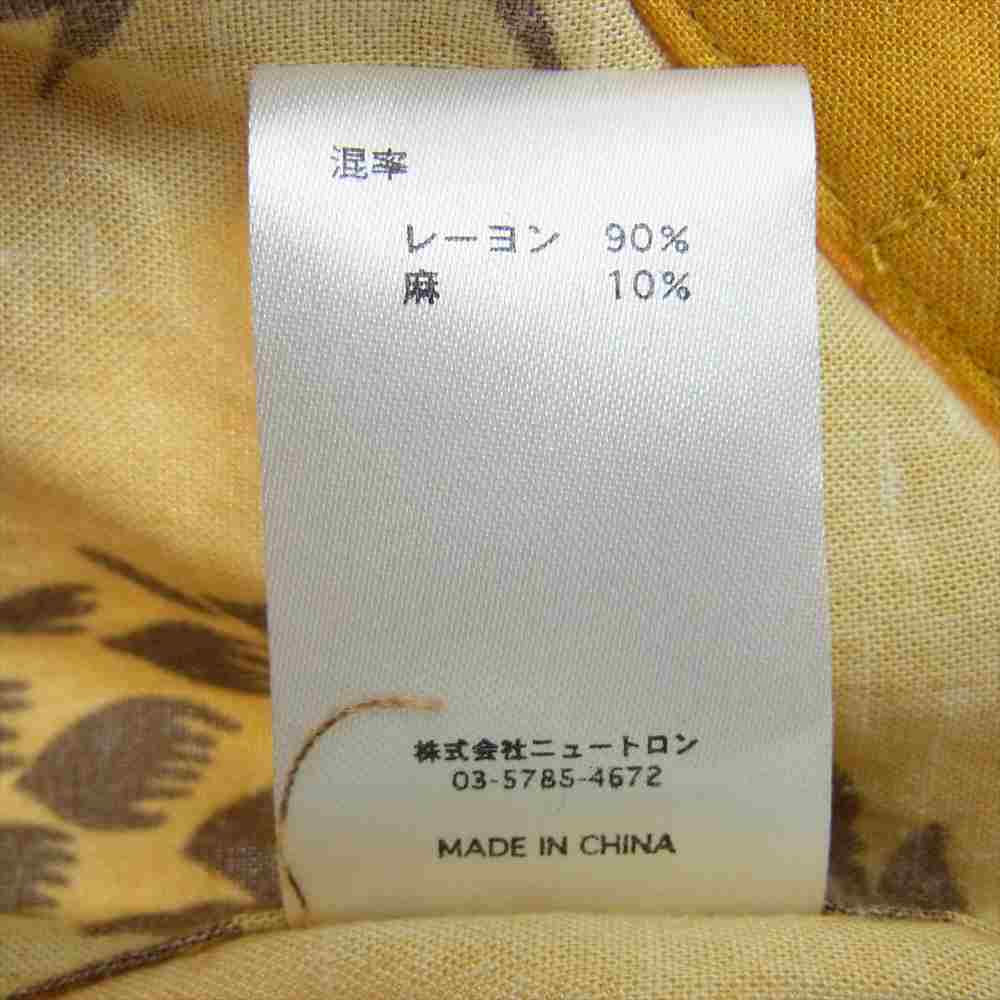 混率
レーヨン 90%
麻 10%
株式会社ニュートロン
03-5785-4672
MADE IN CHINA